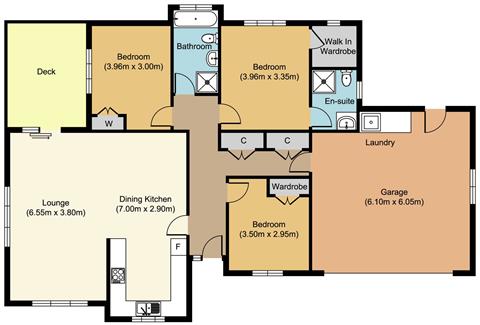 Bedroom
(3.96m x 3.00m)
Bathroom
Bedroom
(3.96m x 3.35m)
Walk In
Wardrobe
Deck
En-suite
W
C
C
Laundry
Wardrobe
Lounge
(6.55m x 3.80m)
Dining Kitchen
(7.00m x 2.90m)
Garage
(6.10m x 6.05m)
Bedroom
(3.50m x 2.95m)
F